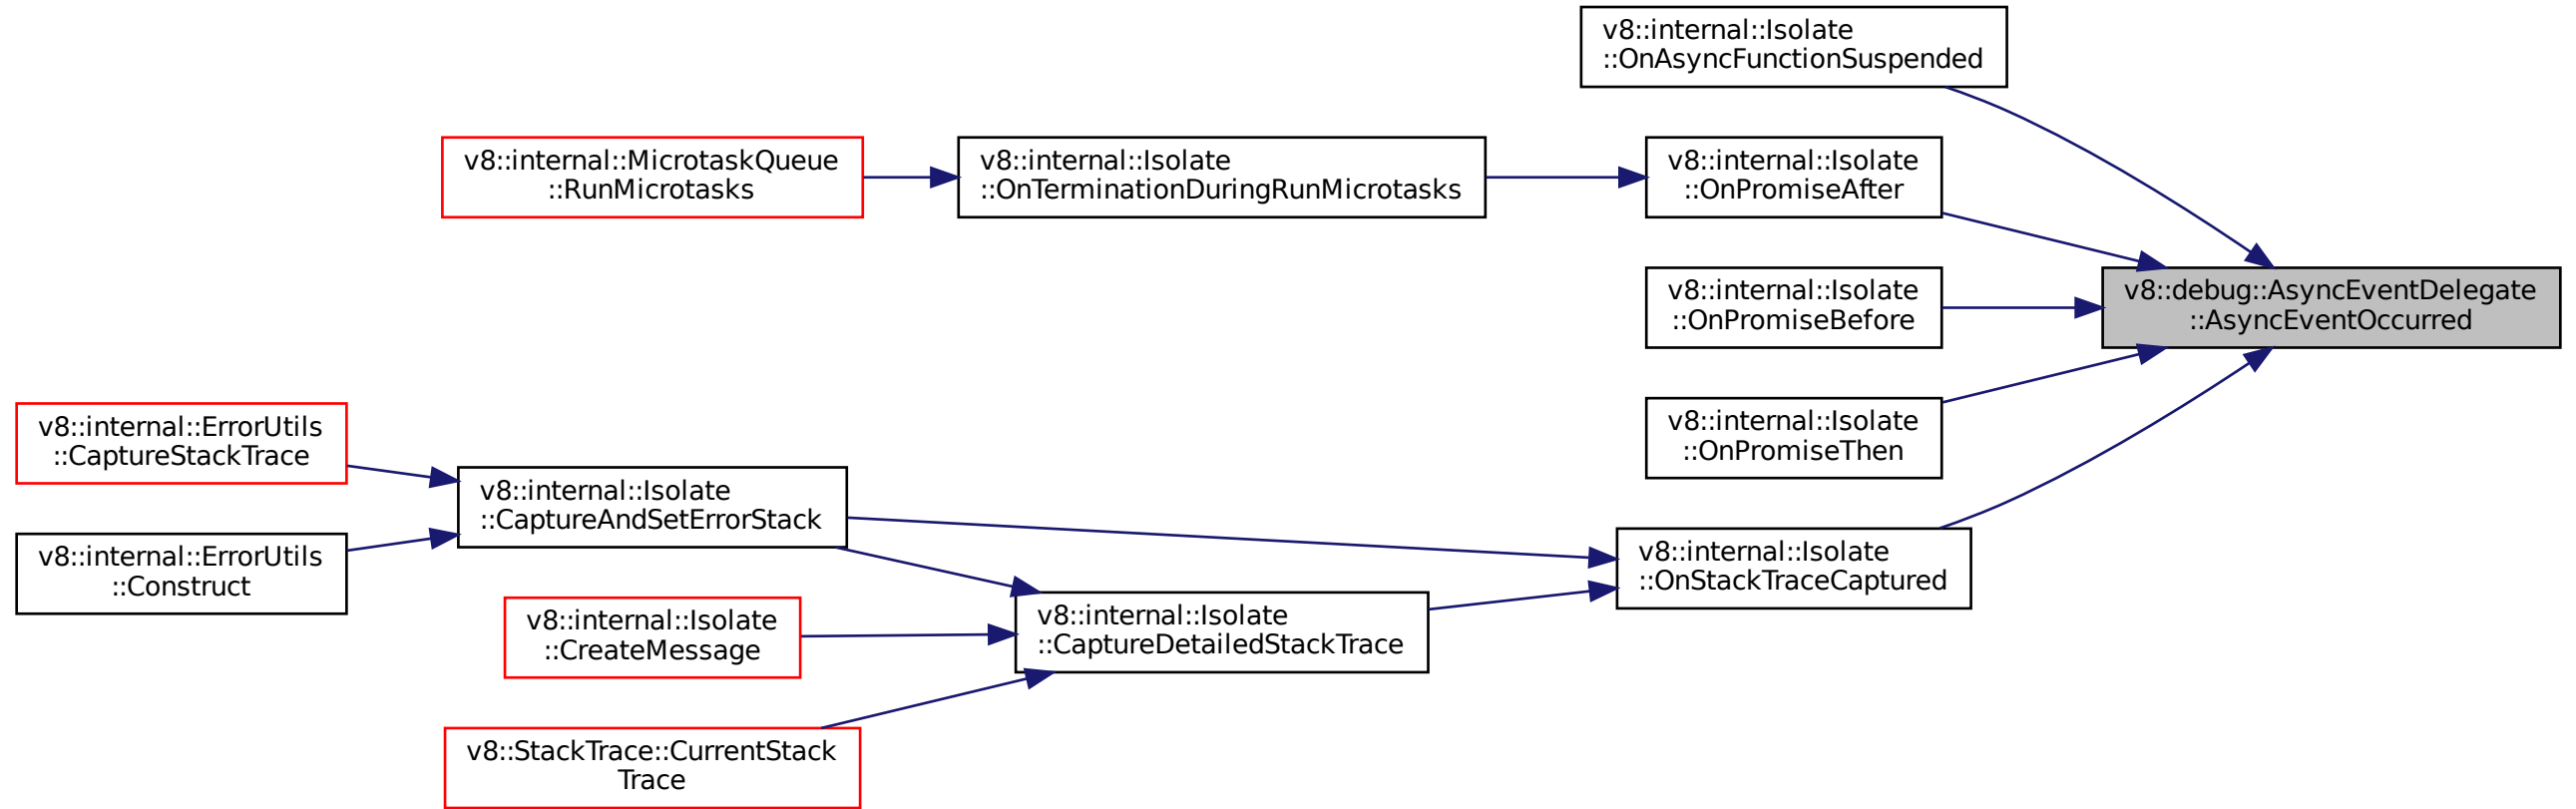 v8::internal::Isolate
::OnAsyncFunctionSuspended
v8::internal::MicrotaskQueue
::RunMicrotasks
v8::internal::Isolate
::OnTerminationDuringRunMicrotasks
v8::internal::Isolate
::OnPromiseAfter
v8::internal::Isolate
::OnPromiseBefore
v8::debug::AsyncEventDelegate
::AsyncEventOccurred
v8::internal::Isolate
::OnPromiseThen
v8::internal::ErrorUtils
::CaptureStackTrace
v8::internal::Isolate
::CaptureAndSetErrorStack
v8::internal::ErrorUtils
::Construct
v8::internal::Isolate
::OnStackTraceCaptured
v8::internal::Isolate
::CreateMessage
v8::internal::Isolate
::CaptureDetailedStackTrace
v8::StackTrace::CurrentStack
Trace